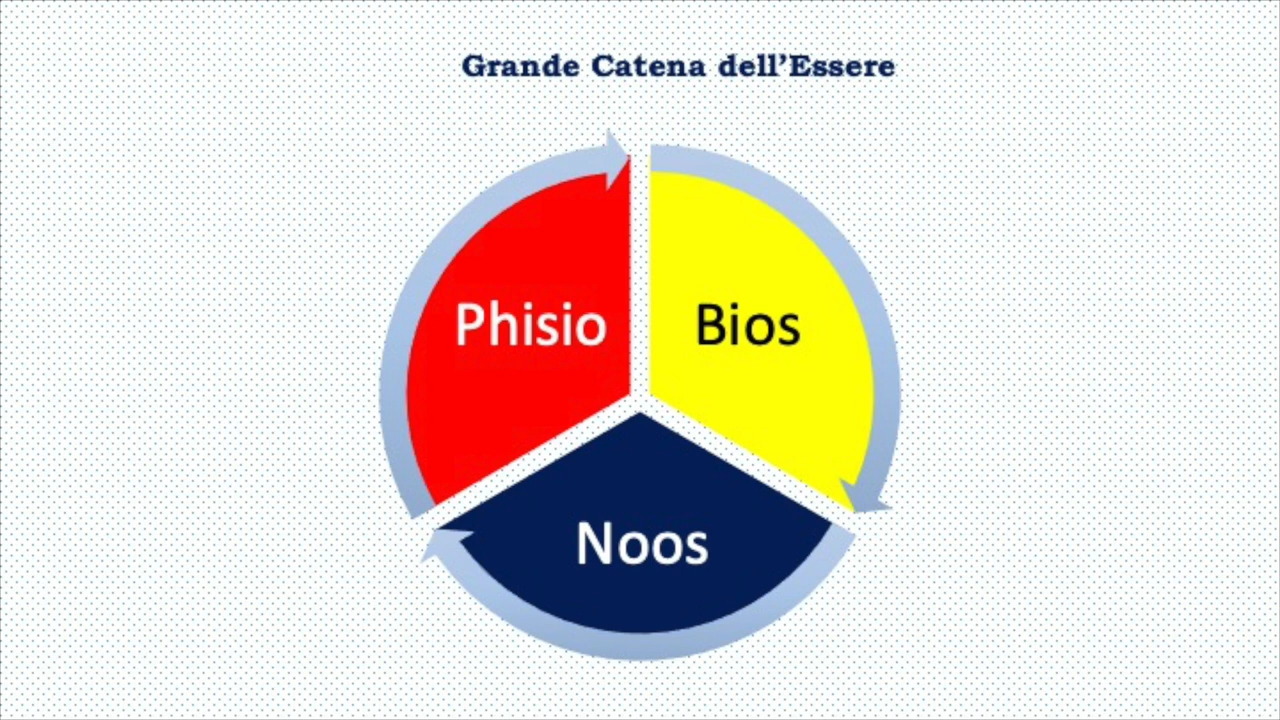 Grande Catena dell’Essere
Phisio
Bios
Noos